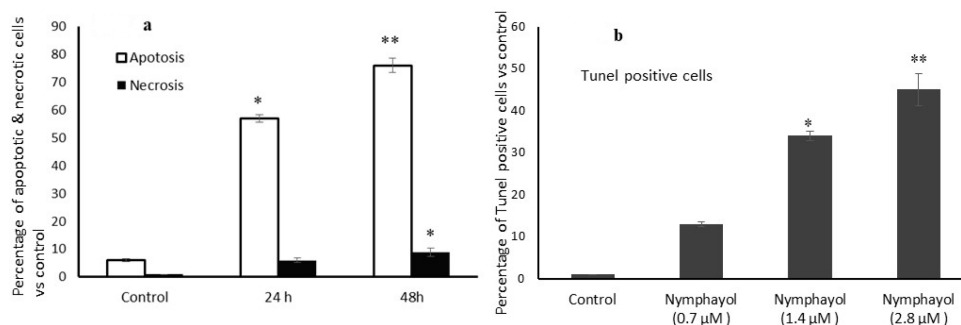 Percentage of apoptotic & necrotic cells
vs control
a
90
80
70
60
50
40
30
20
10
0
Apotosis
Necrosis
*
**
*
Control
24 h
48h
Percentage of Tunel positive cells vs control
b
60
50
40
30
20
10
0
Tunel positive cells
*
**
Control
Nymphayol
(0.7 µM )
Nymphayol
(1.4 µM )
Nymphayol
(2.8 µM )